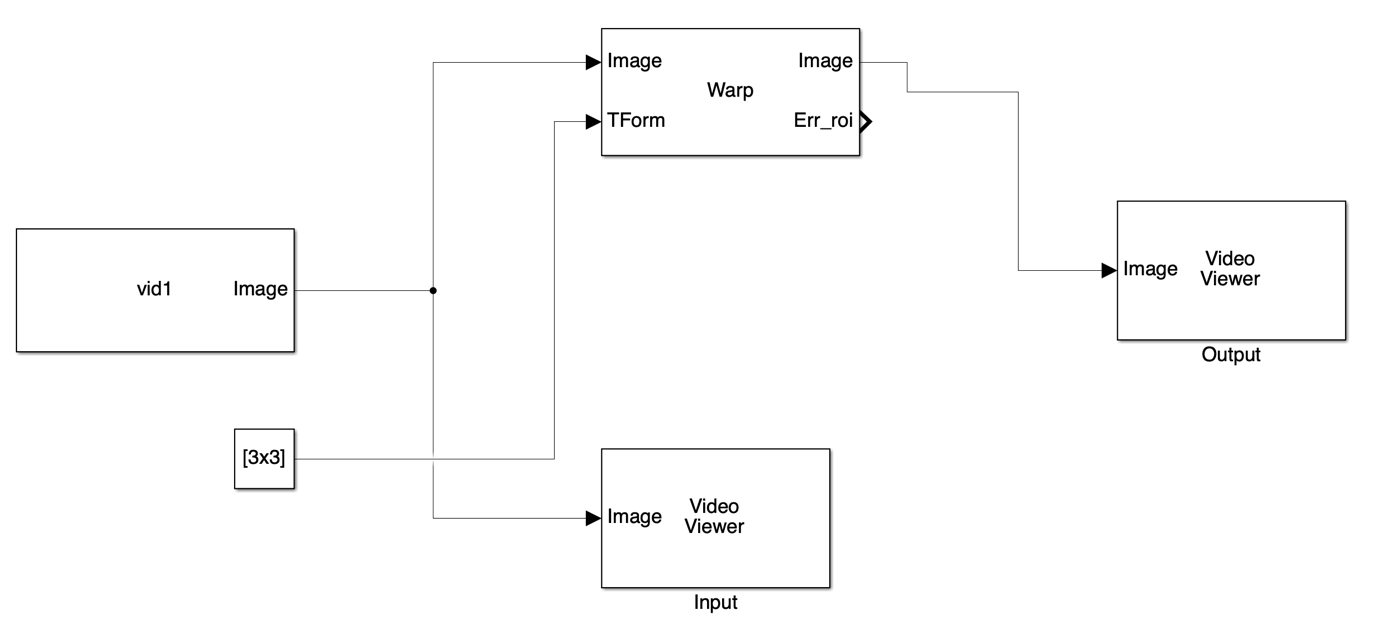 Image
Image
Warp
TForm
Err_roi
vid1
Image
Image
Video
Viewer
Output
[3x3]
Image
Video
Viewer
Input